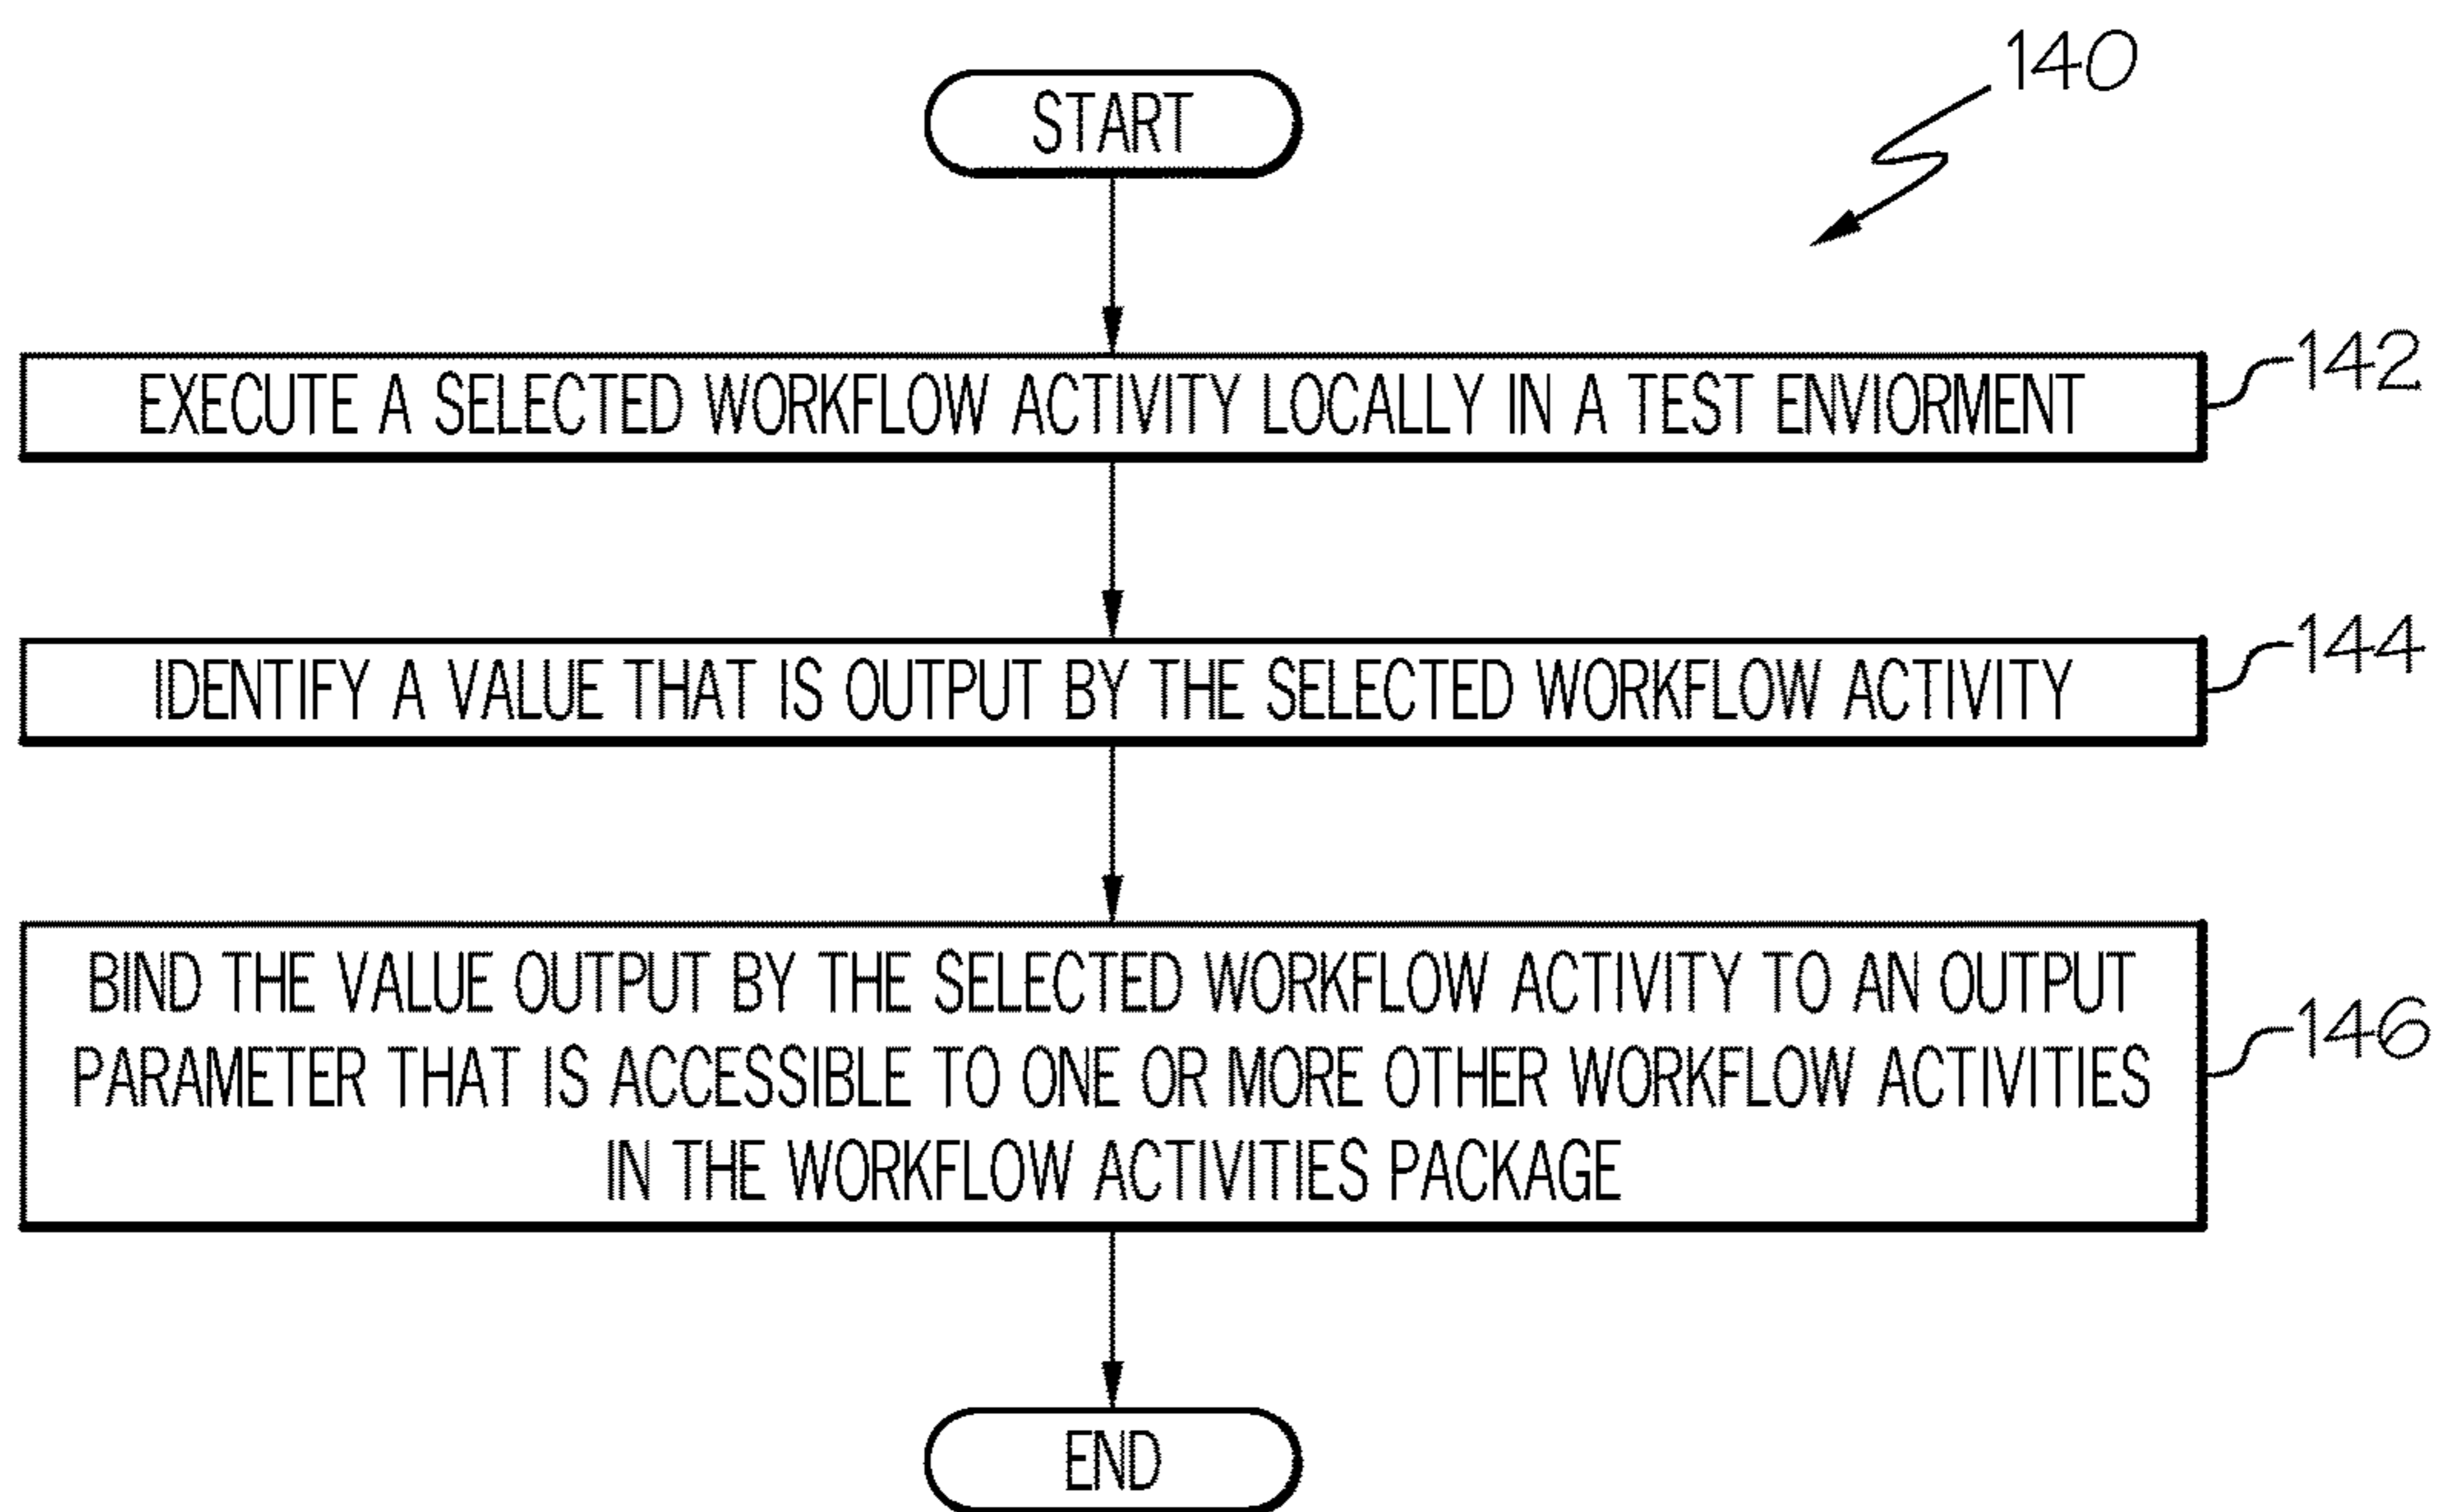 140
START
EXECUTE A SELECTED WORKFLOW ACTIVITY LOCALLY IN A TEST ENVIORMENT
142
IDENTIFY A VALUE THAT IS OUTPUT BY THE SELECTED WORKFLOW ACTIVITY
144
BIND THE VALUE OUTPUT BY THE SELECTED WORKFLOW ACTIVITY TO AN OUTPUT
PARAMETER THAT IS ACCESSIBLE TO ONE OR MORE OTHER WORKFLOW ACTIVITIES
IN THE WORKFLOW ACTIVITIES PACKAGE
146
END